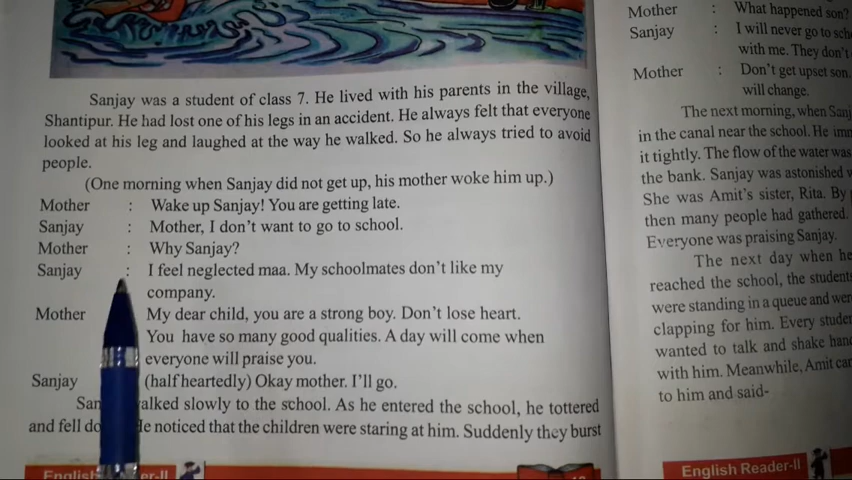 Sanjay was a student of class 7. He lived with his parents in the village,
Shantipur. He had lost one of his legs in an accident. He always felt that everyone
looked at his leg and laughed at the way he walked. So he always tried to avoid
people.
(One morning when Sanjay did not get up, his mother woke him up.)
Mother : Wake up Sanjay! You are getting late.
Sanjay : Mother, I don't want to go to school.
Mother : Why Sanjay?
Sanjay : I feel neglected maa. My schoolmates don't like my
company.
Mother My dear child, you are a strong boy. Don't lose heart.
You have so many good qualities. A day will come when
everyone will praise you.
Sanjay (half heartedly) Okay mother. I'll go.
slowly to the school. As he entered the school, he tottered
and fell noticed that the children were staring at him. Suddenly they burst
English
Mother : What happened son?
Sanjay : I will never go to
with me. They don't
Mother : Don't get upset son.
will change.
The next morning, when
in the canal near the school. He
it tightly. The flow of the water was
the bank. Sanjay was astonished
She was Amit's sister, Rita. By
then many people had gathered.
Everyone was praising Sanjay.
The next day when he
reached the school, the
were standing in a queue and
clapping for him. Every
wanted to talk and shake
with him. Meanwhile, Amit
to him and said-
English Reader-II